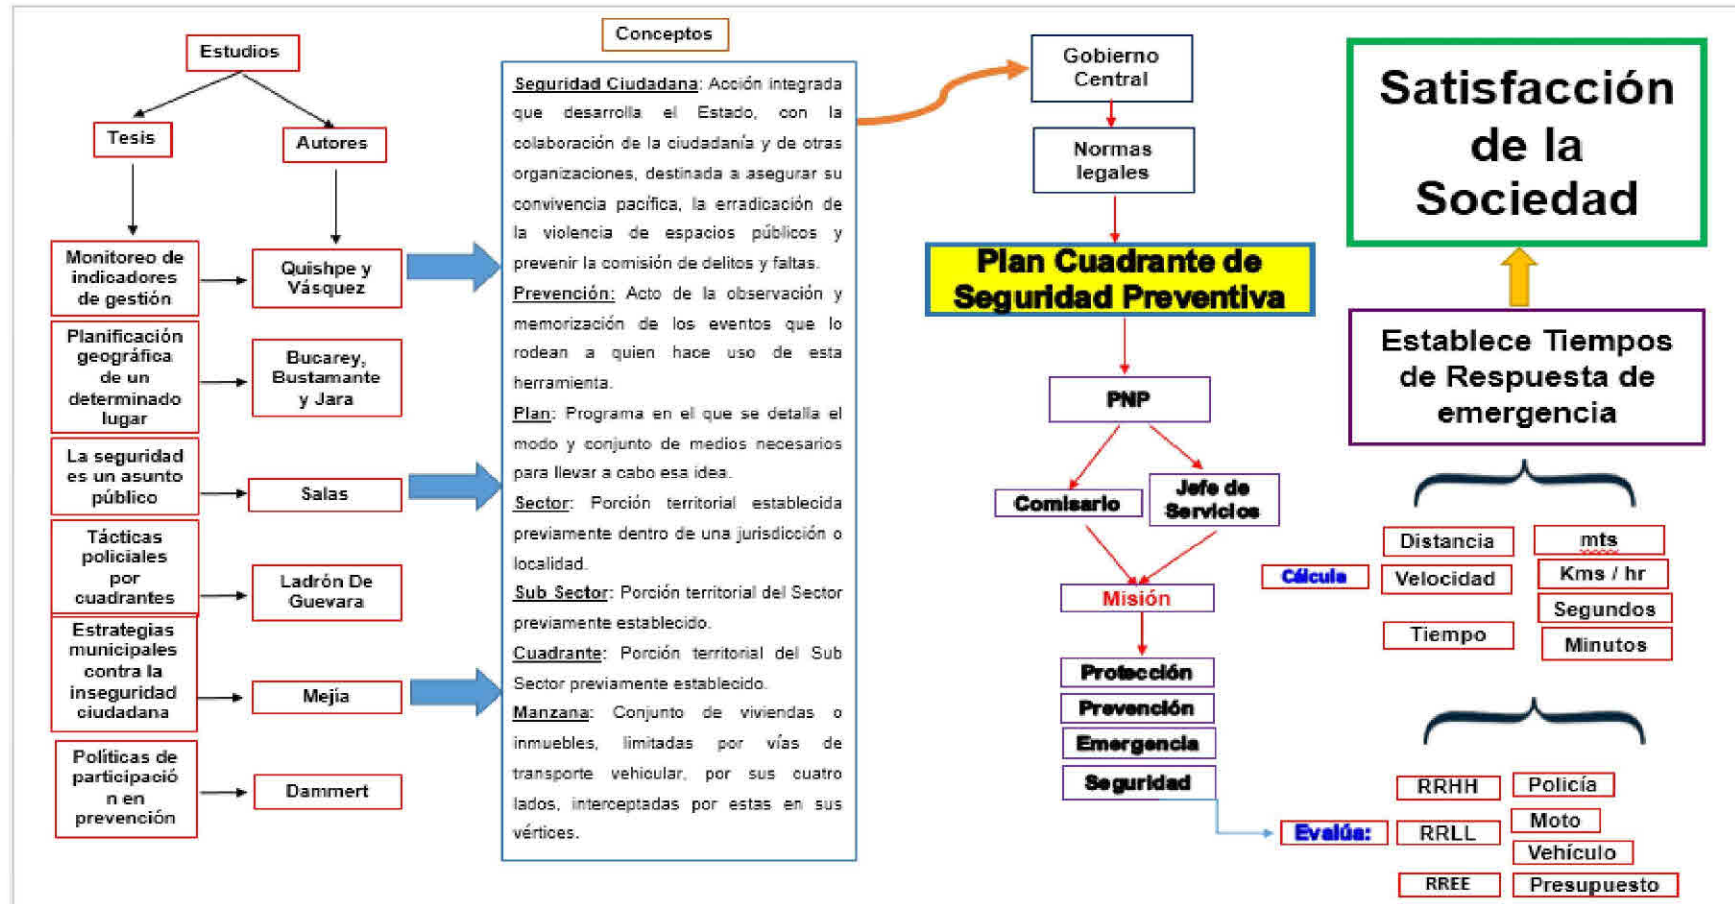 Estudios
Tesis
Autores
Monitoreo de
indicadores
de gestión
Quishpe y
Vásquez
Planificación
geográfica
de un
determinado
lugar
Bucarey,
Bustamante
y Jara
La seguridad
es un asunto
público
Salas
Tácticas
policiales
por
cuadrantes
Ladrón De
Guevara
Estrategias
municipales
contra la
inseguridad
ciudadana
Mejía
Políticas de
participació
n en
prevención
Dammert
Conceptos
Seguridad Ciudadana: Acción integrada
que desarrolla el Estado, con la
colaboración de la ciudadanía y de otras
organizaciones, destinada a asegurar su
convivencia pacífica, la erradicación de
la violencia de espacios públicos y
prevenir la comisión de delitos y faltas.
Prevención: Acto de la observación y
memorización de los eventos que lo
rodean a quien hace uso de esta
herramienta.
Plan: Programa en el que se detalla el
modo y conjunto de medios necesarios
para llevar a cabo esa idea.
Sector: Porción territorial establecida
previamente dentro de una jurisdicción o
localidad.
Sub Sector: Porción territorial del Sector
previamente establecido.
Cuadrante: Porción territorial del Sub
Sector previamente establecido.
Manzana: Conjunto de viviendas o
inmuebles, limitadas por vías de
transporte vehicular, por sus cuatro
lados, interceptadas por estas en sus
vértices.
Gobierno
Central
Normas
legales
Plan Cuadrante de
Seguridad Preventiva
PNP
Comisario
Jefe de
Servicios
Misión
Protección
Prevención
Emergencia
Seguridad
Satisfacción
de la
Sociedad
Establece Tiempos
de Respuesta de
emergencia
Cálcula
Distancia
Velocidad
Tiempo
mts
Kms / hr
Segundos
Minutos
Evalúa:
RRHH
RRLL
RREE
Policía
Moto
Vehículo
Presupuesto